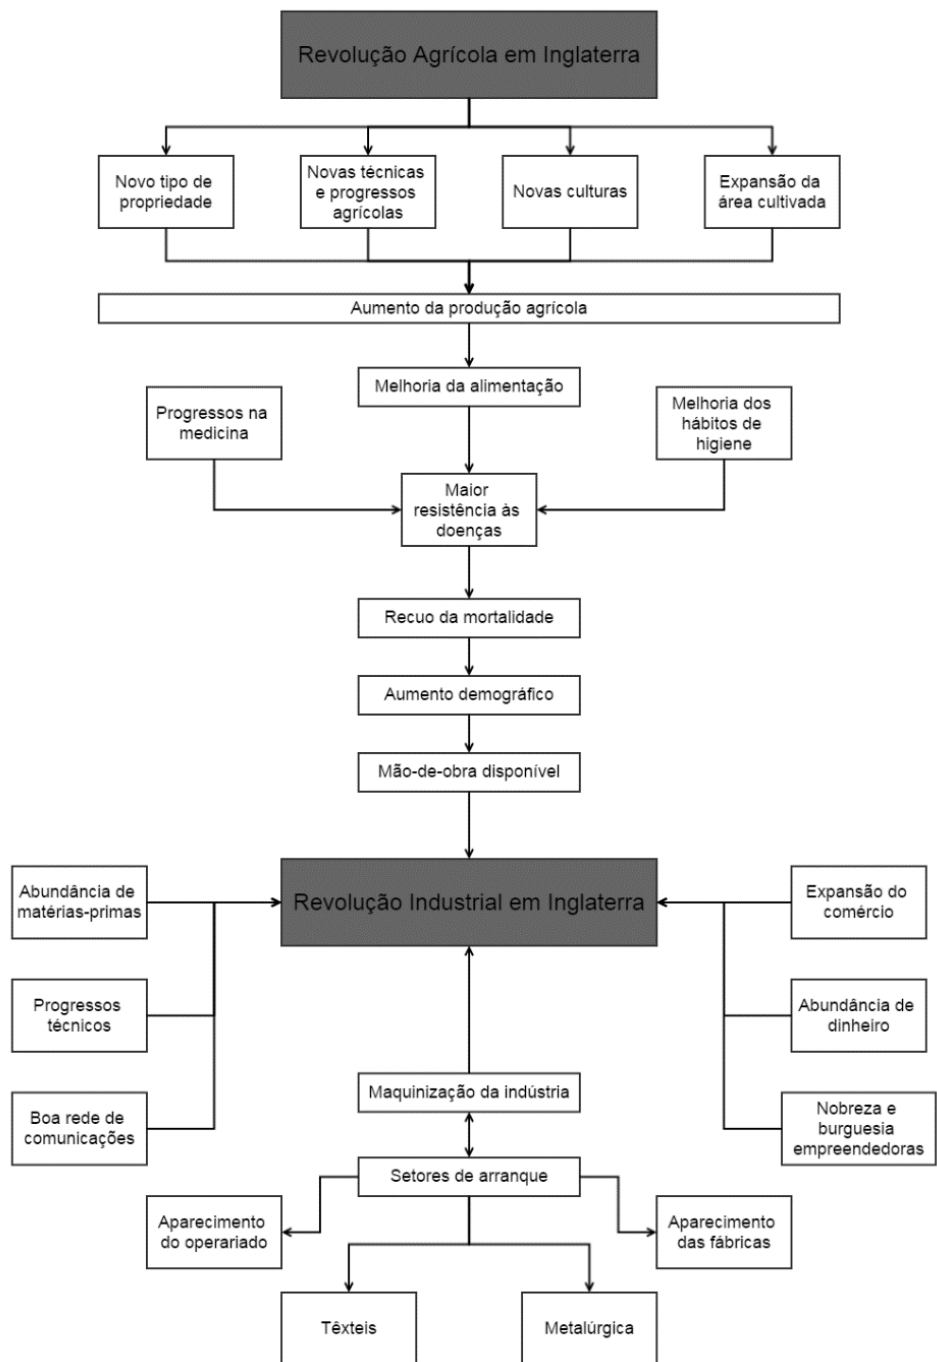 Revolução Agrícola em Inglaterra
Novo tipo de
propriedade
Novas técnicas
e progressos
agrícolas
Novas culturas
Expansão da
área cultivada
Aumento da produção agrícola
Melhoria da alimentação
Progressos na
medicina
Melhoria dos
hábitos de
higiene
Maior
resistência às
doenças
Recuo da mortalidade
Aumento demográfico
Mão-de-obra disponível
Abundância de
matérias-primas
Revolução Industrial em Inglaterra
Expansão do
comércio
Progressos
técnicos
Abundância de
dinheiro
Maquinização da indústria
Boa rede de
comunicações
Nobreza e
burguesia
empreendedoras
Setores de arranque
Aparecimento
do operariado
Aparecimento
das fábricas
Têxteis
Metalúrgica